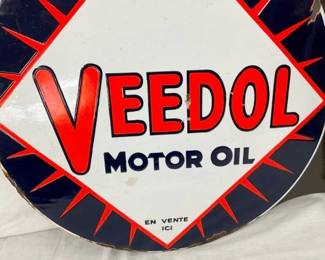 VEEDOL
MOTOR OIL
EN VENTE
ICI